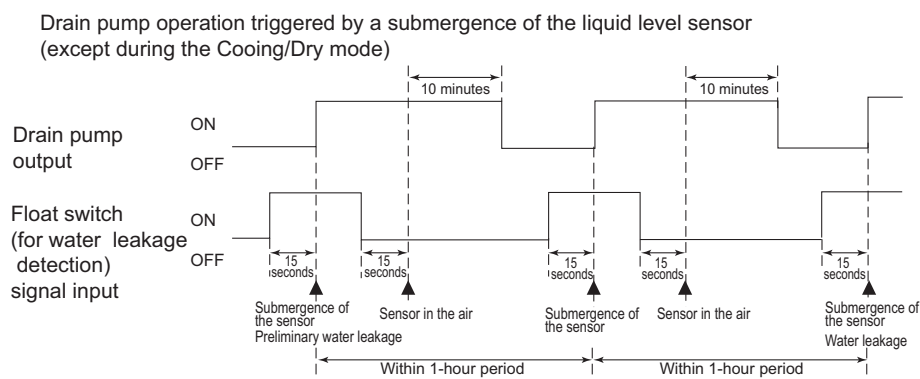 Drain pump operation triggered by a submergence of the liquid level sensor
(except during the Cooing/Dry mode)
10 minutes
10 minutes
Drain pump
output
ON
OFF
Float switch
(for water leakage
detection)
signal input
ON
OFF
15
seconds
15
seconds
15
seconds
15
seconds
15
seconds
Submergence of
the sensor
Preliminary water leakage
Sensor in the air
Submergence of
the sensor
Sensor in the air
Submergence of
the sensor
Water leakage
Within 1-hour period
Within 1-hour period